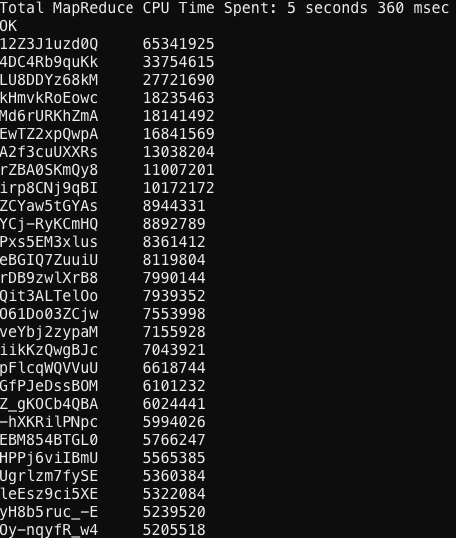 Total MapReduce CPU Time Spent: 5 seconds 360 msec
OK
12Z3J1uzd0Q     65341925
4DC4Rb9quKk     33754615
LU8DDYz68kM     27721690
kHmvkRoEowc     18235463
Md6rURKhZmA     18141492
EwTZ2xpQwpA     16841569
A2f3cuUXXRs     13038204
rZBA0SKmQy8     11007201
irp8CNj9qBI     10172172
ZCYaw5tGYAs     8944331
YCj-RyKCmHQ     8892789
Pxs5EM3xlus     8361412
eBGIQ7ZuuiU     8119804
rDB9zwlXrB8     7990144
Qit3ALTelOo     7939352
O61Do03ZCjw     7553998
veYbj2zypaM     7155928
iikKzQwgBJc     7043921
pFlcqWQVVuU     6618744
GfPJeDssBOM     6101232
Z_gKOCb4QBA     6024441
-hXKRilPNpc     5994026
EBM854BTGL0     5766247
HPPj6viIBmU     5565385
Ugrlzm7fySE     5360384
leEsz9ci5XE     5322084
yH8b5ruc_-E     5239520
Oy-nqyfR_w4     5205518